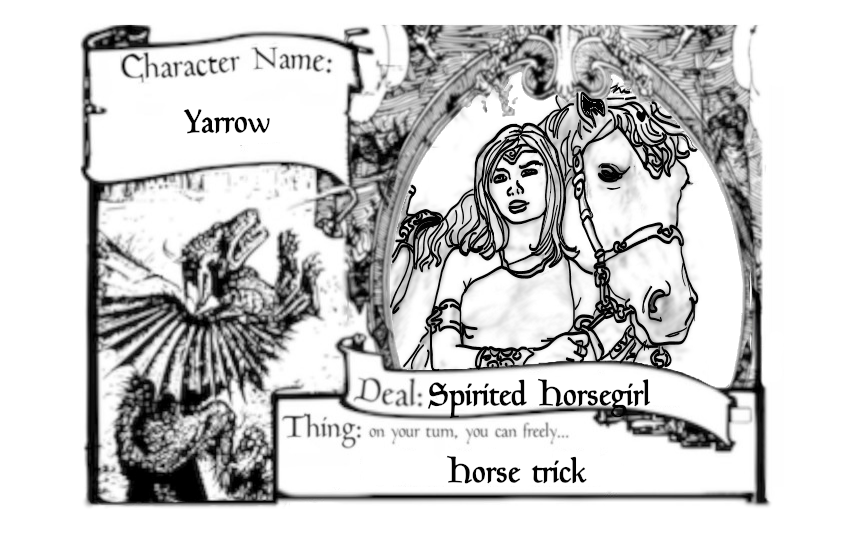 Character Name:
Yarrow
Deal: Spirited horsegirl
Thing: on your turn, you can freely...
horse trick